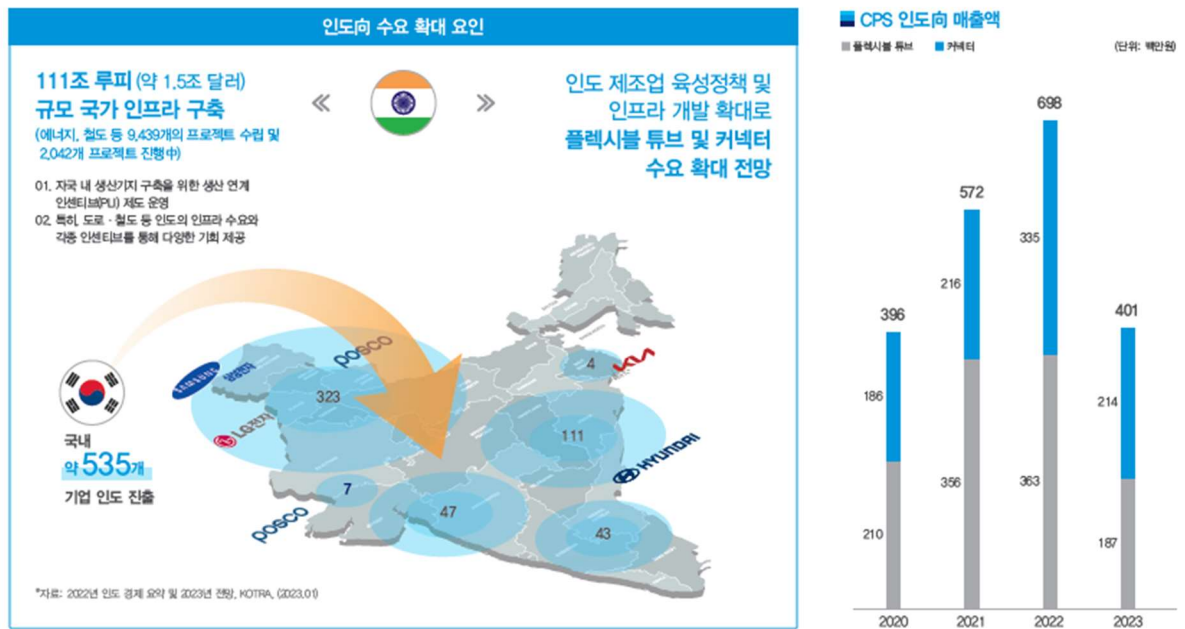 인도向 수요 확대 요인
111조 루피 (약 1.5조 달러)
규모 국가 인프라 구축
(에너지, 철도 등 9,439개의 프로젝트 수립 및
2,042개 프로젝트 진행中)
01. 자국 내 생산기지 구축을 위한 생산 연계
인센티브(PLI) 제도 운영
02. 특히, 도로 · 철도 등 인도의 인프라 수요와
각종 인센티브를 통해 다양한 기회 제공
인도 제조업 육성정책 및
인프라 개발 확대로
플렉시블 튜브 및 커넥터
수요 확대 전망
국내
약 535개
기업 인도 진출
SAMSUNG 삼성전자
posco
LG전자
323
KIA
4
111
HYUNDAI
7
posco
47
43
*자료: 2022년 인도 경제 요약 및 2023년 전망, KOTRA, (2023.01)
CPS 인도向 매출액
플렉시블 튜브 커넥터 (단위: 백만원)
396
186
210
572
216
356
698
335
363
401
214
187
2020 2021 2022 2023